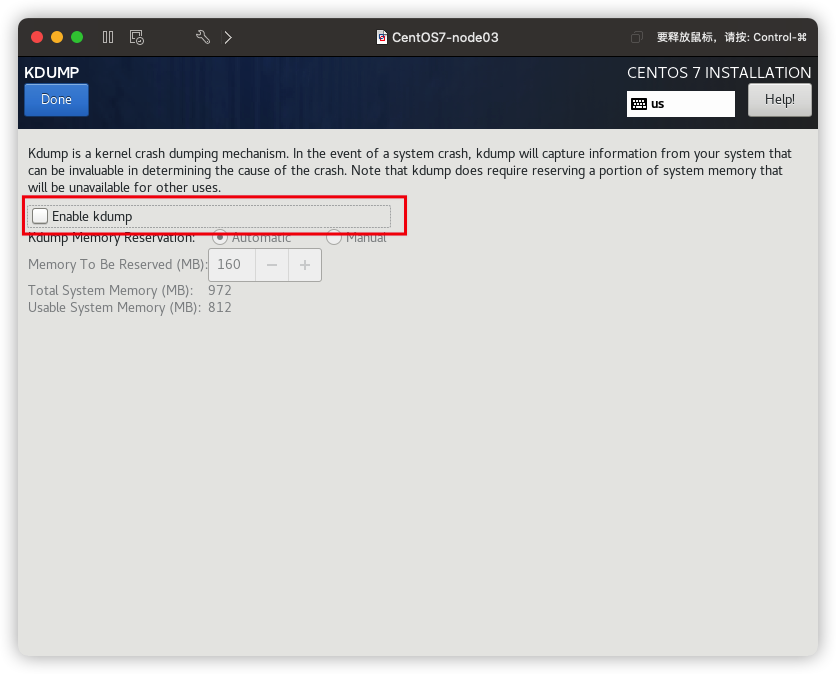 CentOS7-node03
要释放鼠标，请按: Control-⌘
KDUMP
CENTOS 7 INSTALLATION
Done
us
Help!
Kdump is a kernel crash dumping mechanism. In the event of a system crash, kdump will capture information from your system that
can be invaluable in determining the cause of the crash. Note that kdump does require reserving a portion of system memory that
will be unavailable for other uses.
Enable kdump
Kdump Memory Reservation: Automatic Manual
Memory To Be Reserved (MB): 160 − +
Total System Memory (MB): 972
Usable System Memory (MB): 812